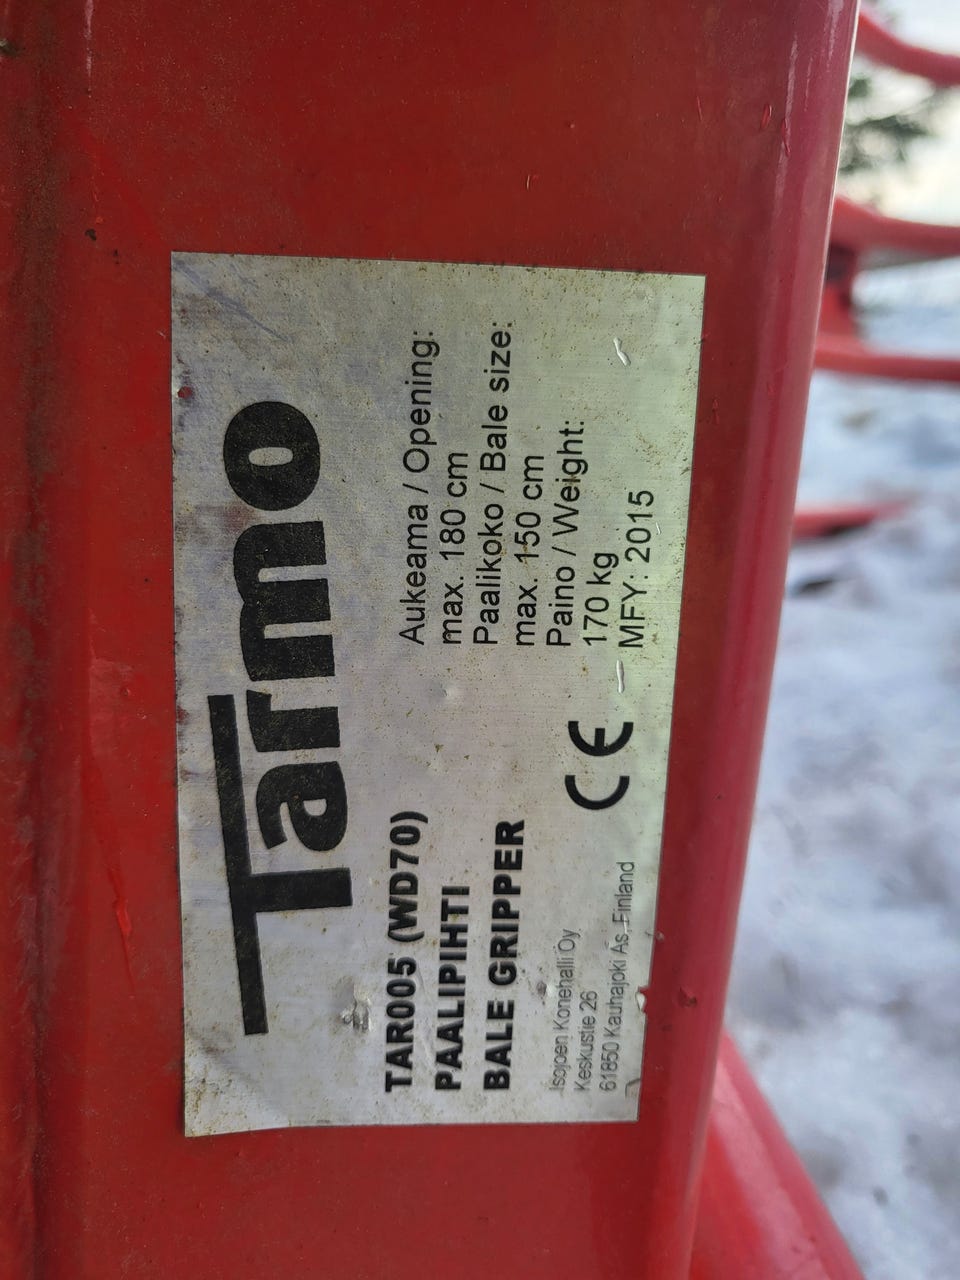 Tarmo
TAR005 (WD70)
PAALIPIHTI
BALE GRIPPER
Isojoen Konehalli Oy
Keskustie 26
61850 Kauhajoki As, Finland
CE
Aukeama / Opening:
max. 180 cm
Paalikoko / Bale size:
max. 150 cm
Paino / Weight:
170 kg
MFY: 2015